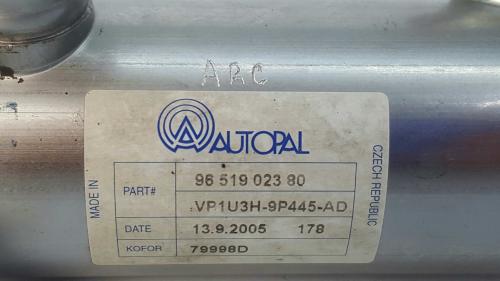 ARC
AUTOPAL
PART# 96 519 023 80
VP1U3H-9P445-AD
DATE 13.9.2005 178
KOFOR 79998D
MADE IN
CZECH REPUBLIC